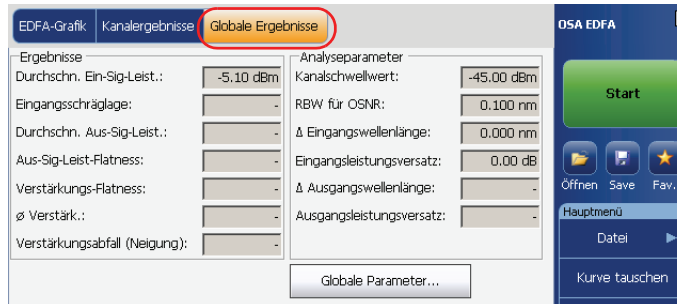 EDFA-Grafik Kanalergebnisse Globale Ergebnisse
Ergebnisse
Durchschn. Ein-Sig-Leist.: -5.10 dBm
Eingangsschräglage: -
Durchschn. Aus-Sig-Leist.: -
Aus-Sig-Leist-Flatness: -
Verstärkungs-Flatness: -
ø Verstärk.: -
Verstärkungsabfall (Neigung): -
Analyseparameter
Kanalschwellwert: -45.00 dBm
RBW für OSNR: 0.100 nm
Δ Eingangswellenlänge: 0.000 nm
Eingangsleistungsversatz: 0.00 dB
Δ Ausgangswellenlänge: -
Ausgangsleistungsversatz: -
Globale Parameter...
OSA EDFA
Start
Öffnen Save Fav.
Hauptmenü
Datei
Kurve tauschen